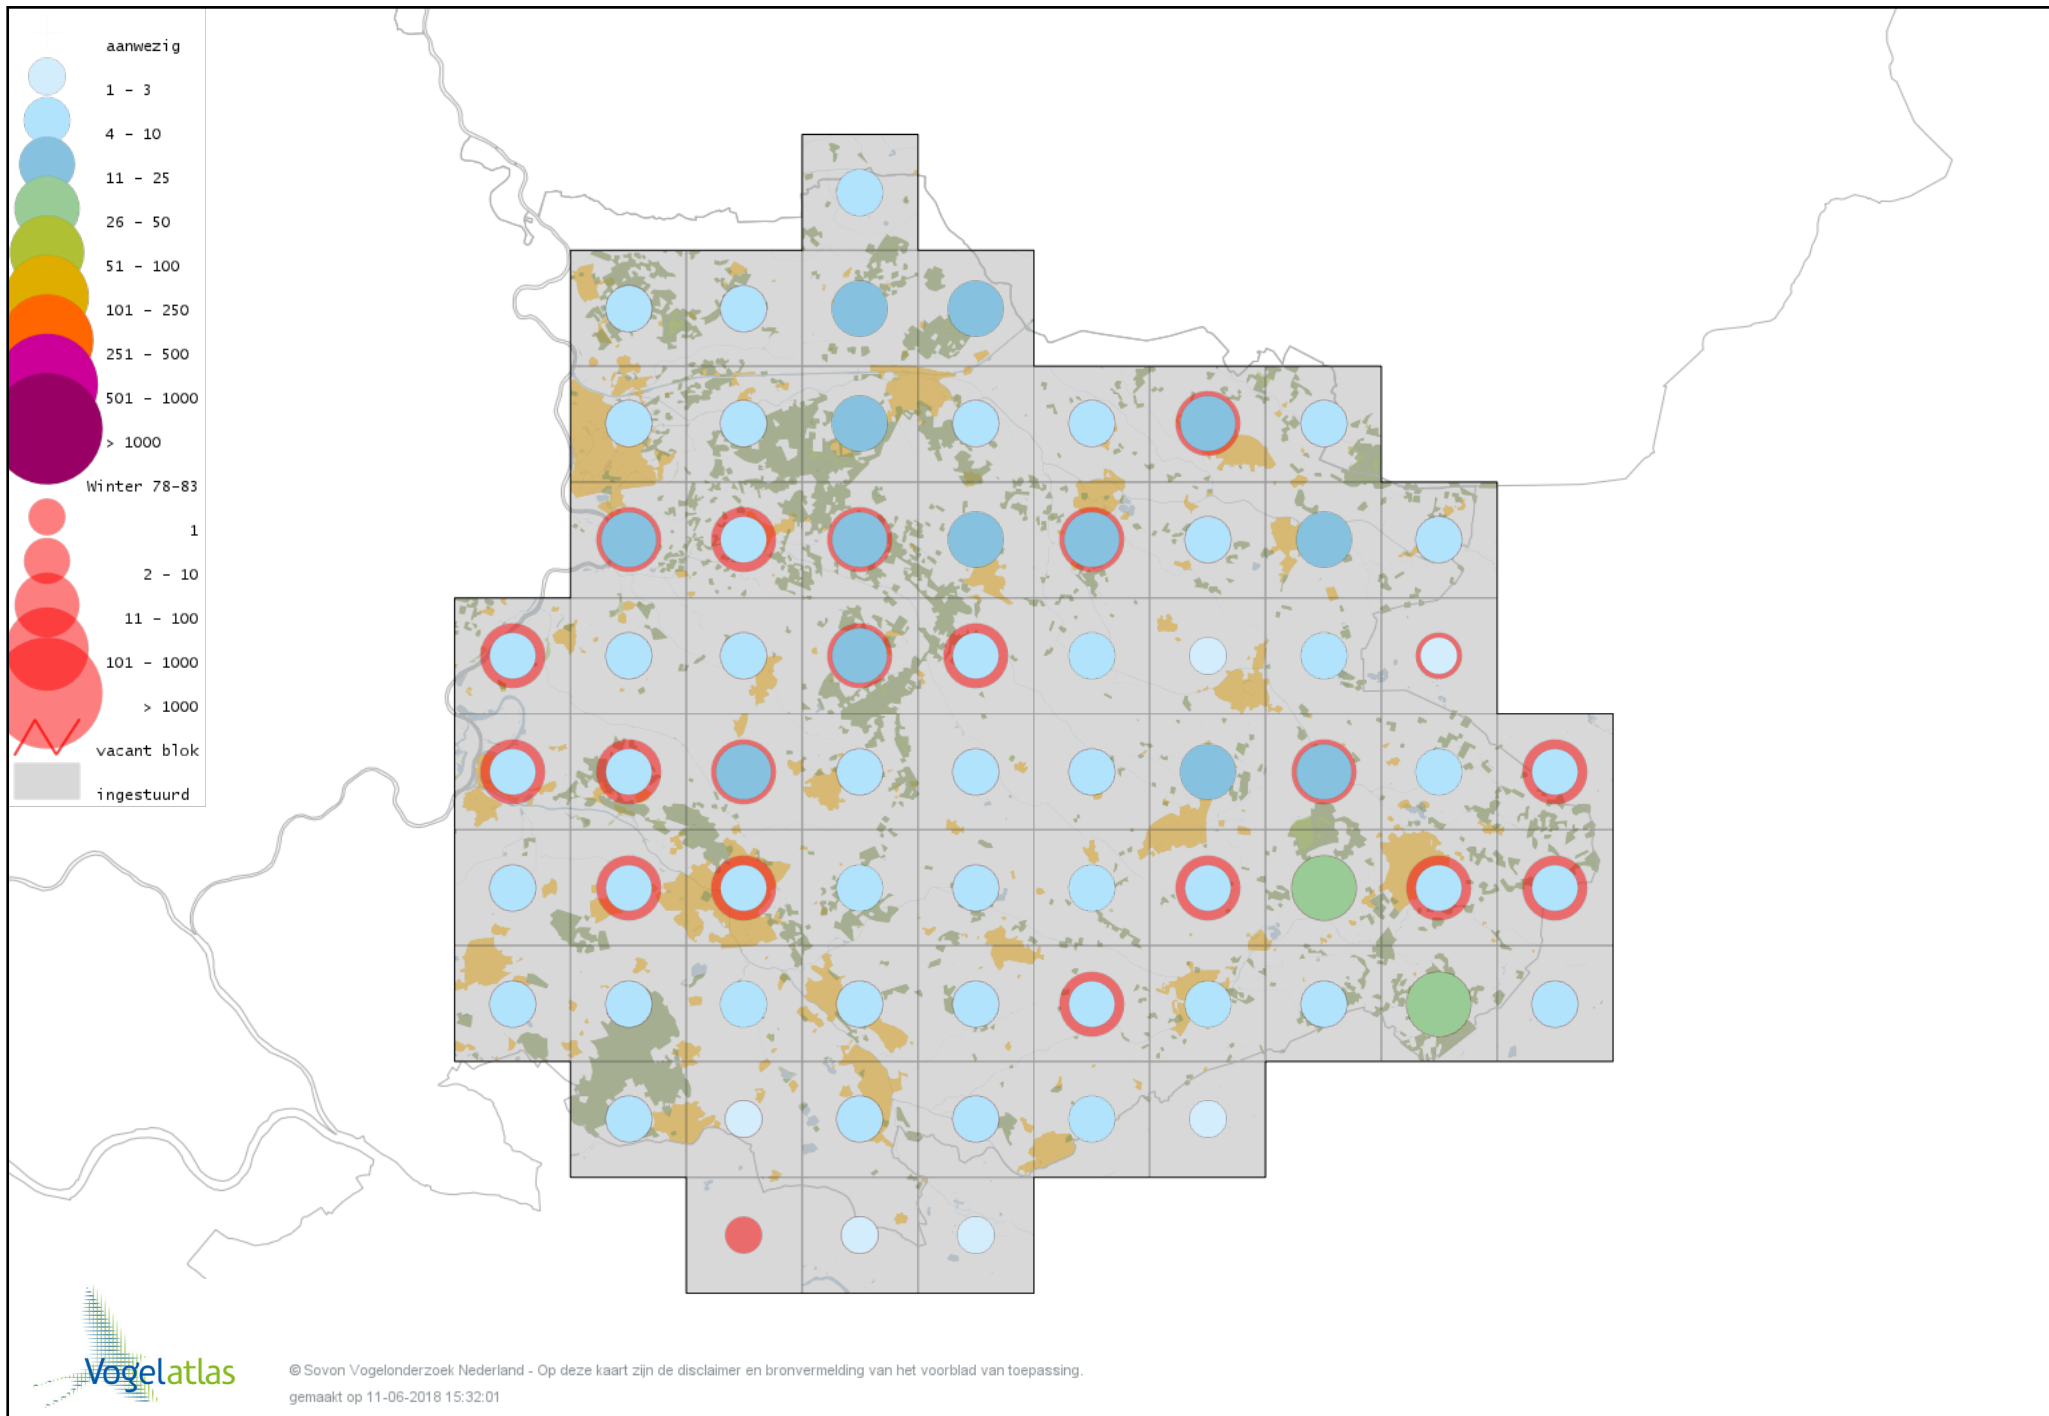 aanwezig
1 – 3
4 – 10
11 – 25
26 – 50
51 – 100
101 – 250
251 – 500
501 – 1000
> 1000
Winter 78-83
1
2 – 10
11 – 100
101 – 1000
> 1000
vacant blok
ingestuurd
Vogelatlas
© Sovon Vogelonderzoek Nederland - Op deze kaart zijn de disclaimer en bronvermelding van het voorblad van toepassing.
gemaakt op 11-06-2018 15:32:01